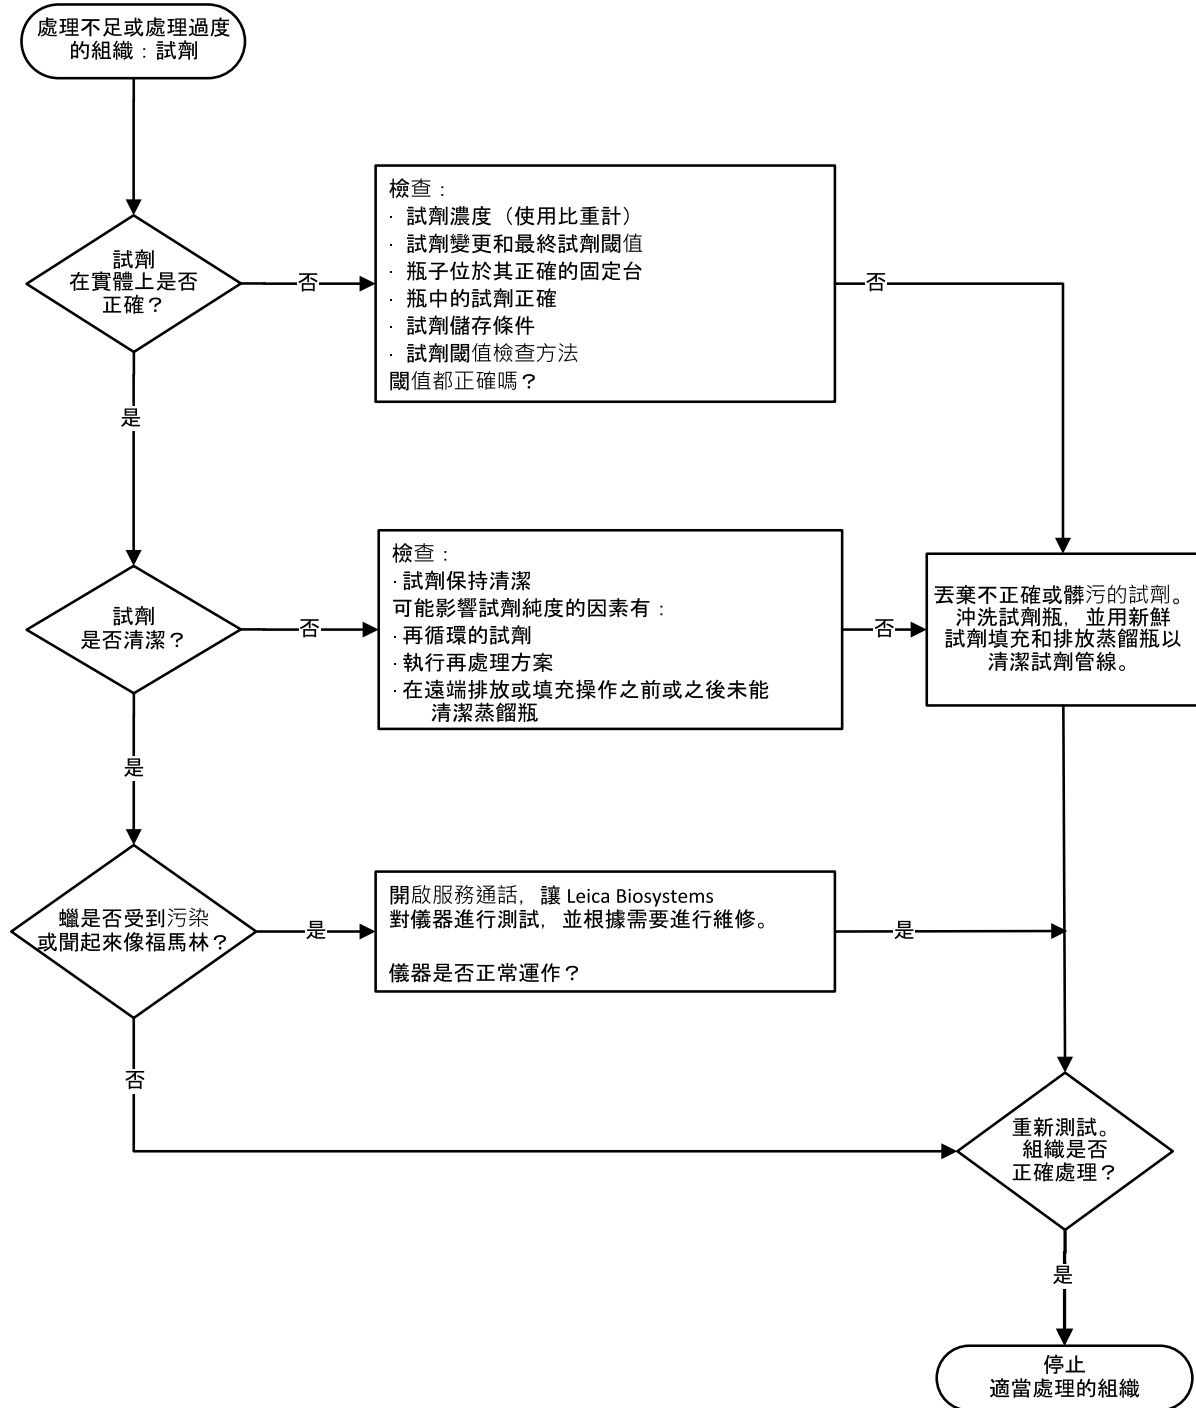 處理不足或處理過度
的組織：試劑
試劑
在實體上是否
正確？
否
檢查：
· 試劑濃度（使用比重計）
· 試劑變更和最終試劑閾值
· 瓶子位於其正確的固定台
· 瓶中的試劑正確
· 試劑儲存條件
· 試劑閾值檢查方法
閾值都正確嗎？
否
是
試劑
是否清潔？
否
檢查：
· 試劑保持清潔
可能影響試劑純度的因素有：
· 再循環的試劑
· 執行再處理方案
· 在遠端排放或填充操作之前或之後未能
清潔蒸餾瓶
否
丟棄不正確或髒污的試劑。
沖洗試劑瓶，並用新鮮
試劑填充和排放蒸餾瓶以
清潔試劑管線。
是
蠟是否受到污染
或聞起來像福馬林？
是
開啟服務通話，讓 Leica Biosystems
對儀器進行測試，並根據需要進行維修。
儀器是否正常運作？
是
否
重新測試。
組織是否
正確處理？
是
停止
適當處理的組織